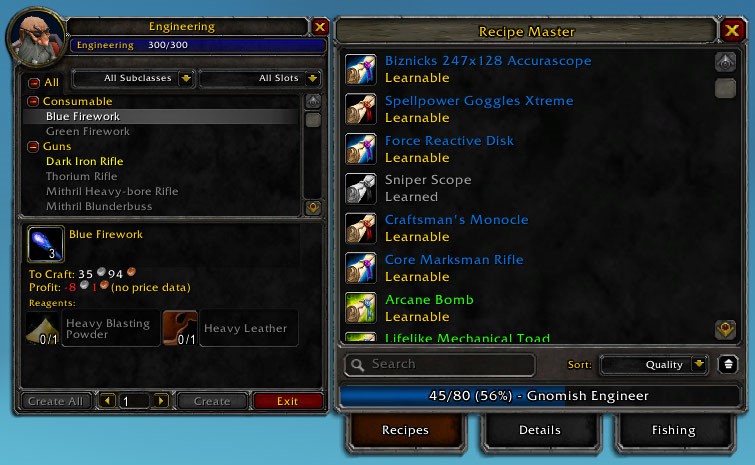 Engineering
Engineering 300/300
All
All Subclasses
All Slots
Consumable
Blue Firework
Green Firework
Guns
Dark Iron Rifle
Thorium Rifle
Mithril Heavy-bore Rifle
Mithril Blunderbuss
3
Blue Firework
To Craft: 35 94
Profit: -8 1 (no price data)
Reagents:
0/1
Heavy Blasting
Powder
0/1
Heavy Leather
Create All
1
Create
Exit
Recipe Master
Biznicks 247x128 Accurascope
Learnable
Spellpower Goggles Xtreme
Learnable
Force Reactive Disk
Learnable
Sniper Scope
Learned
Craftsman's Monocle
Learnable
Core Marksman Rifle
Learnable
Arcane Bomb
Learnable
Lifelike Mechanical Toad
Search
Sort:
Quality
45/80 (56%) - Gnomish Engineer
Recipes
Details
Fishing